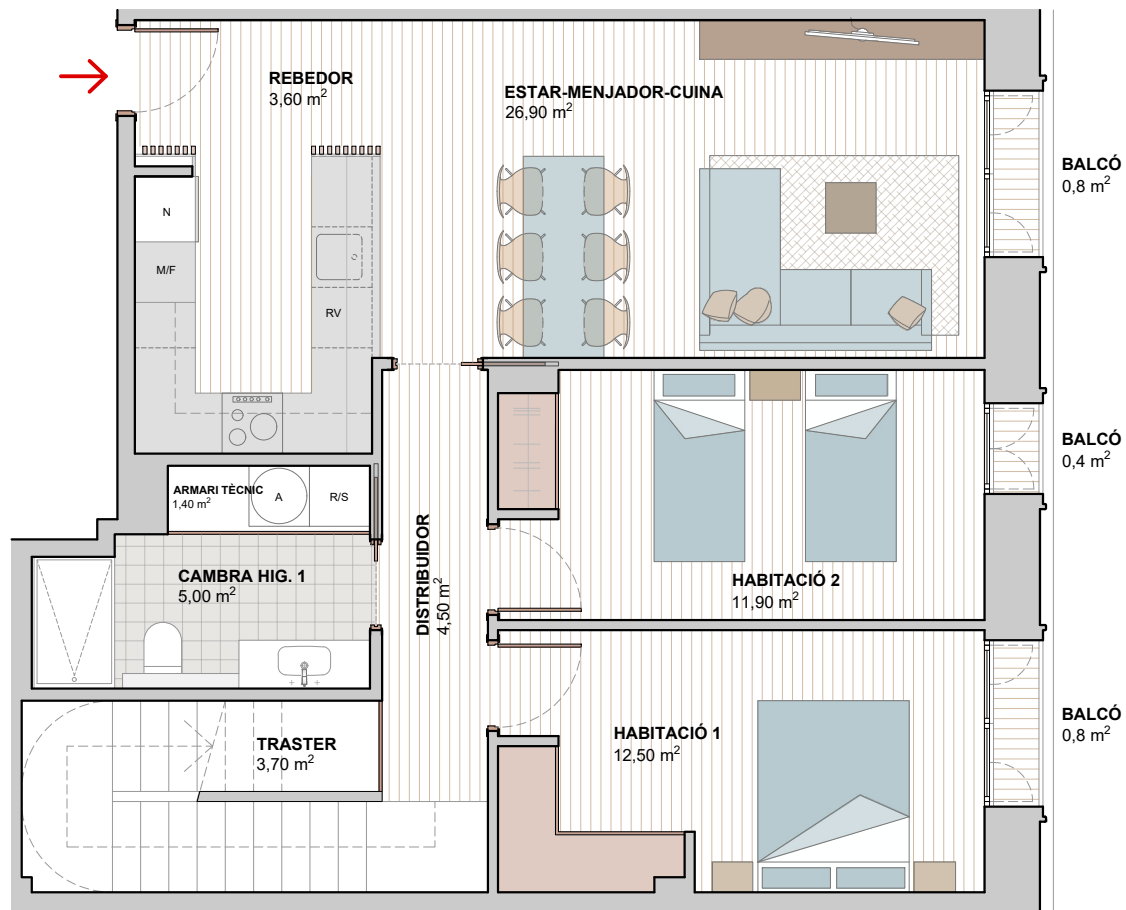 REBEDOR
3,60 m²
ESTAR-MENJADOR-CUINA
26,90 m²
BALCÓ
0,8 m²
N
M/F
RV
BALCÓ
0,4 m²
ARMARI TÈCNIC
1,40 m²
A
R/S
CAMBRA HIG. 1
5,00 m²
DISTRIBUIDOR
4,50 m²
HABITACIÓ 2
11,90 m²
BALCÓ
0,8 m²
HABITACIÓ 1
12,50 m²
TRASTER
3,70 m²